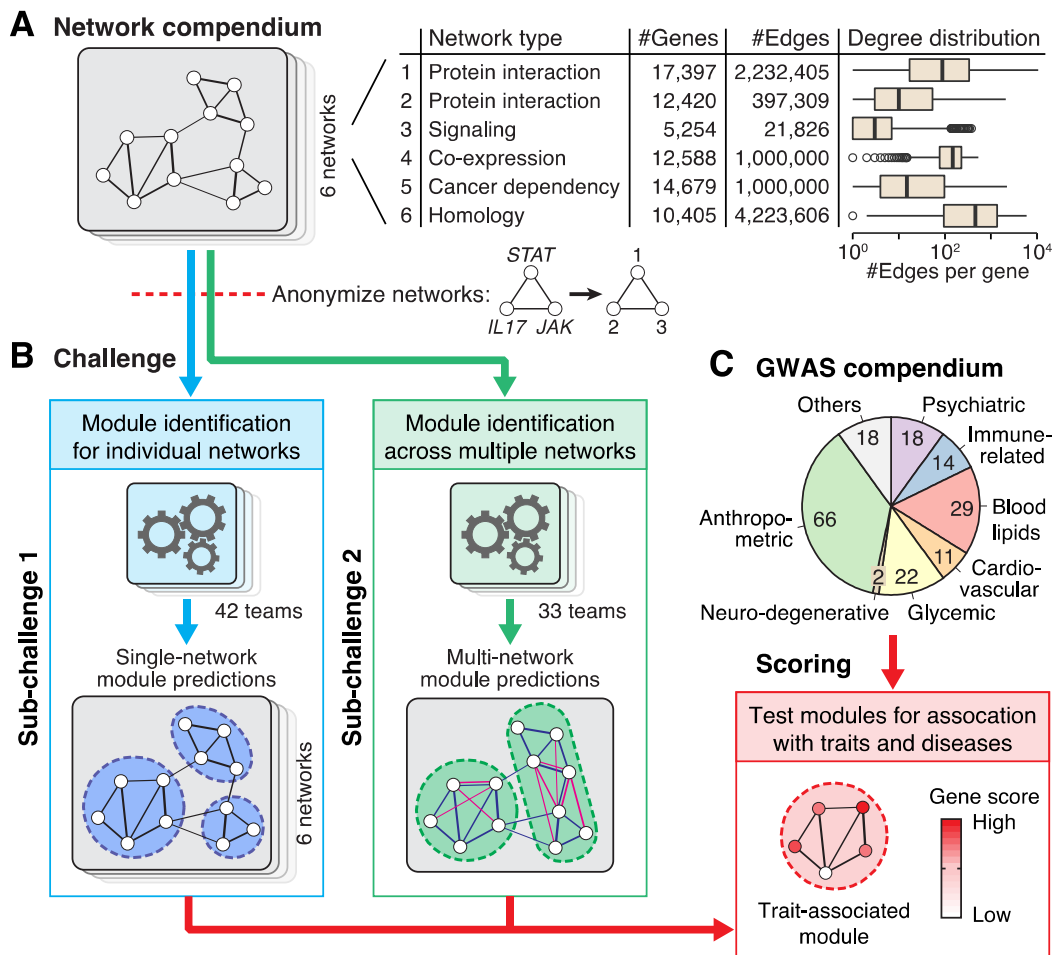 A Network compendium
6 networks
Network type #Genes #Edges Degree distribution
1 Protein interaction 17,397 2,232,405
2 Protein interaction 12,420 397,309
3 Signaling 5,254 21,826
4 Co-expression 12,588 1,000,000
5 Cancer dependency 14,679 1,000,000
6 Homology 10,405 4,223,606
10⁰ 10² 10⁴
#Edges per gene
Anonymize networks:
STAT
IL17 JAK
1
2 3
B Challenge
Sub-challenge 1
Module identification
for individual networks
42 teams
Single-network
module predictions
6 networks
Sub-challenge 2
Module identification
across multiple networks
33 teams
Multi-network
module predictions
C GWAS compendium
Others
18
Psychiatric
18
Immune-
related
14
Blood
lipids
29
Cardio-
vascular
11
Glycemic
22
Neuro-degenerative
2
Anthropo-
metric
66
Scoring
Test modules for assocation
with traits and diseases
Gene score
High
Low
Trait-associated
module